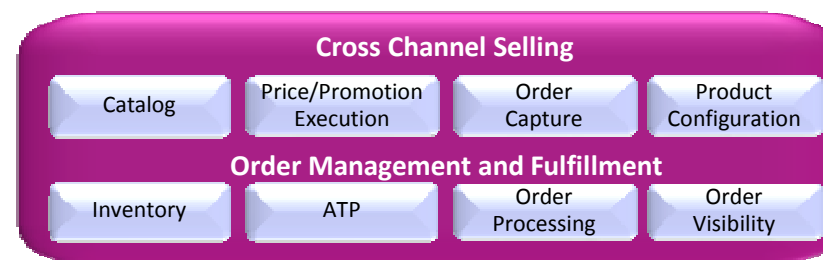 Cross Channel Selling
Catalog
Price/Promotion
Execution
Order
Capture
Product
Configuration
Order Management and Fulfillment
Inventory
ATP
Order
Processing
Order
Visibility